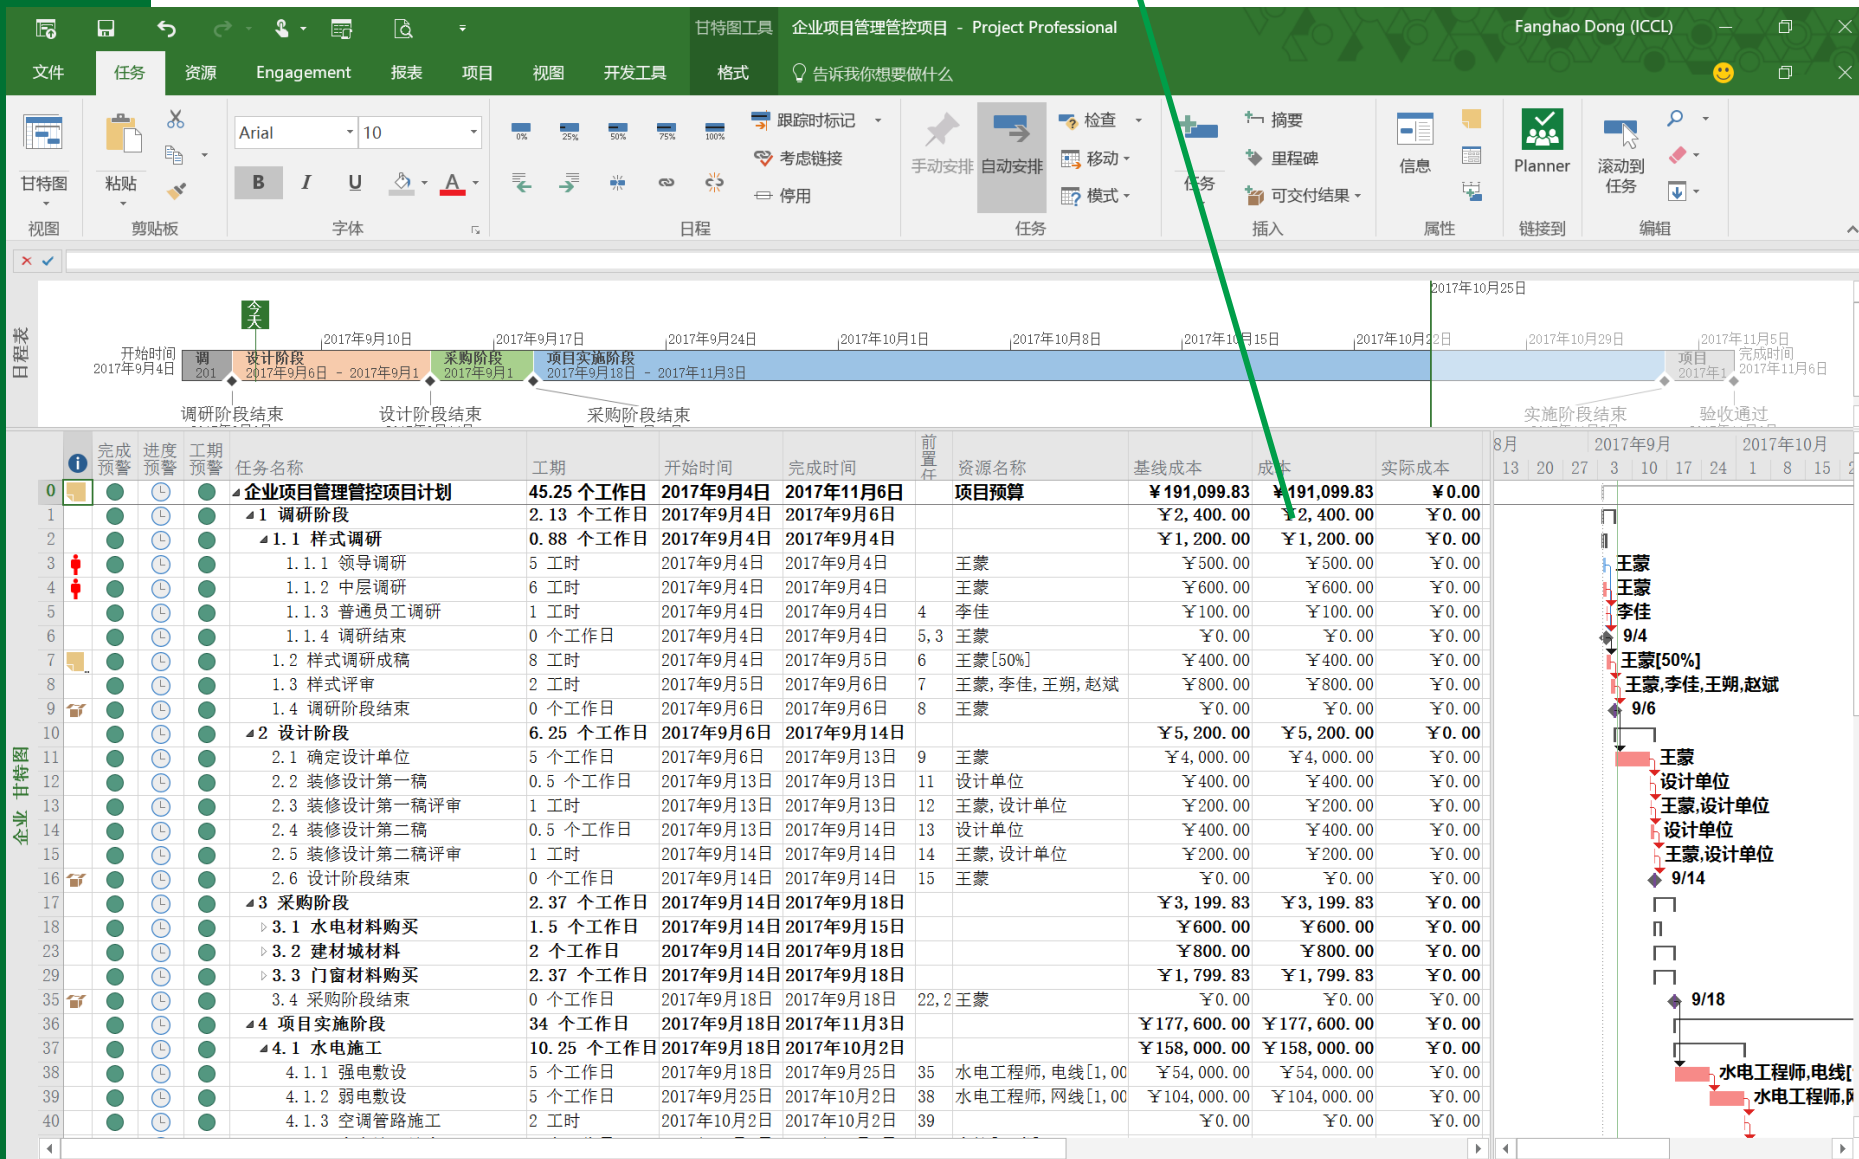 甘特图工具 企业项目管理管控项目 - Project Professional Fanghao Dong (ICCL)
文件 任务 资源 Engagement 报表 项目 视图 开发工具 格式 告诉我你想要做什么
甘特图 粘贴 Arial 10 B I U A
0% 25% 50% 75% 100%
跟踪时标记 考虑链接 停用
手动安排 自动安排 检查 移动 模式
任务 摘要 里程碑 可交付结果
信息 Planner 滚动到任务
视图 剪贴板 字体 日程 任务 插入 属性 链接到 编辑
日程表
今天
2017年10月25日
2017年9月10日 2017年9月17日 2017年9月24日 2017年10月1日 2017年10月8日 2017年10月15日 2017年10月22日 2017年10月29日 2017年11月5日
开始时间 2017年9月4日
调 201
设计阶段 2017年9月6日 - 2017年9月1
采购阶段 2017年9月1
项目实施阶段 2017年9月18日 - 2017年11月3日
项目 2017年1
完成时间 2017年11月6日
调研阶段结束 设计阶段结束 采购阶段结束 实施阶段结束 验收通过
企业 甘特图
完成预警 进度预警 工期预警 任务名称 工期 开始时间 完成时间 前置任 资源名称 基线成本 成本 实际成本
8月 2017年9月 2017年10月
13 20 27 3 10 17 24 1 8 15 2
0 企业项目管理管控项目计划 45.25 个工作日 2017年9月4日 2017年11月6日 项目预算 ¥191,099.83 ¥191,099.83 ¥0.00
1 1 调研阶段 2.13 个工作日 2017年9月4日 2017年9月6日 ¥2,400.00 ¥2,400.00 ¥0.00
2 1.1 样式调研 0.88 个工作日 2017年9月4日 2017年9月4日 ¥1,200.00 ¥1,200.00 ¥0.00
3 1.1.1 领导调研 5 工时 2017年9月4日 2017年9月4日 王蒙 ¥500.00 ¥500.00 ¥0.00 王蒙
4 1.1.2 中层调研 6 工时 2017年9月4日 2017年9月4日 王蒙 ¥600.00 ¥600.00 ¥0.00 王蒙
5 1.1.3 普通员工调研 1 工时 2017年9月4日 2017年9月4日 4 李佳 ¥100.00 ¥100.00 ¥0.00 李佳
6 1.1.4 调研结束 0 个工作日 2017年9月4日 2017年9月4日 5,3 王蒙 ¥0.00 ¥0.00 ¥0.00 9/4
7 1.2 样式调研成稿 8 工时 2017年9月4日 2017年9月5日 6 王蒙[50%] ¥400.00 ¥400.00 ¥0.00 王蒙[50%]
8 1.3 样式评审 2 工时 2017年9月5日 2017年9月6日 7 王蒙,李佳,王朔,赵斌 ¥800.00 ¥800.00 ¥0.00 王蒙,李佳,王朔,赵斌
9 1.4 调研阶段结束 0 个工作日 2017年9月6日 2017年9月6日 8 王蒙 ¥0.00 ¥0.00 ¥0.00 9/6
10 2 设计阶段 6.25 个工作日 2017年9月6日 2017年9月14日 ¥5,200.00 ¥5,200.00 ¥0.00
11 2.1 确定设计单位 5 个工作日 2017年9月6日 2017年9月13日 9 王蒙 ¥4,000.00 ¥4,000.00 ¥0.00 王蒙
12 2.2 装修设计第一稿 0.5 个工作日 2017年9月13日 2017年9月13日 11 设计单位 ¥400.00 ¥400.00 ¥0.00 设计单位
13 2.3 装修设计第一稿评审 1 工时 2017年9月13日 2017年9月13日 12 王蒙,设计单位 ¥200.00 ¥200.00 ¥0.00 王蒙,设计单位
14 2.4 装修设计第二稿 0.5 个工作日 2017年9月13日 2017年9月14日 13 设计单位 ¥400.00 ¥400.00 ¥0.00 设计单位
15 2.5 装修设计第二稿评审 1 工时 2017年9月14日 2017年9月14日 14 王蒙,设计单位 ¥200.00 ¥200.00 ¥0.00 王蒙,设计单位
16 2.6 设计阶段结束 0 个工作日 2017年9月14日 2017年9月14日 15 王蒙 ¥0.00 ¥0.00 ¥0.00 9/14
17 3 采购阶段 2.37 个工作日 2017年9月14日 2017年9月18日 ¥3,199.83 ¥3,199.83 ¥0.00
18 3.1 水电材料购买 1.5 个工作日 2017年9月14日 2017年9月15日 ¥600.00 ¥600.00 ¥0.00
23 3.2 建材城材料 2 个工作日 2017年9月14日 2017年9月18日 ¥800.00 ¥800.00 ¥0.00
29 3.3 门窗材料购买 2.37 个工作日 2017年9月14日 2017年9月18日 ¥1,799.83 ¥1,799.83 ¥0.00
35 3.4 采购阶段结束 0 个工作日 2017年9月18日 2017年9月18日 22,2 王蒙 ¥0.00 ¥0.00 ¥0.00 9/18
36 4 项目实施阶段 34 个工作日 2017年9月18日 2017年11月3日 ¥177,600.00 ¥177,600.00 ¥0.00
37 4.1 水电施工 10.25 个工作日 2017年9月18日 2017年10月2日 ¥158,000.00 ¥158,000.00 ¥0.00
38 4.1.1 强电敷设 5 个工作日 2017年9月18日 2017年9月25日 35 水电工程师,电线[1,00 ¥54,000.00 ¥54,000.00 ¥0.00 水电工程师,电线[
39 4.1.2 弱电敷设 5 个工作日 2017年9月25日 2017年10月2日 38 水电工程师,网线[1,00 ¥104,000.00 ¥104,000.00 ¥0.00 水电工程师,网
40 4.1.3 空调管路施工 2 工时 2017年10月2日 2017年10月2日 39 ¥0.00 ¥0.00 ¥0.00